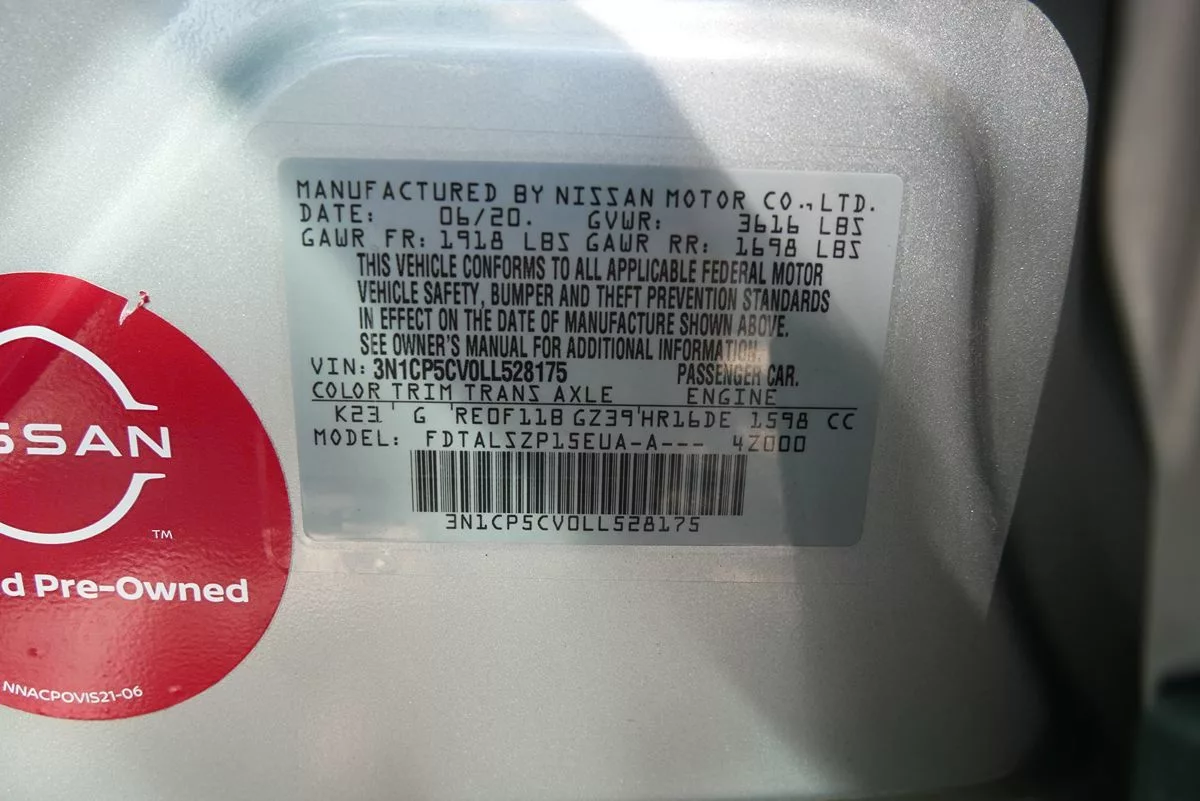 MANUFACTURED BY NISSAN MOTOR CO.,LTD.
DATE: 06/20. GVWR: 3616 LBS
GAWR FR: 1918 LBS GAWR RR: 1698 LBS
THIS VEHICLE CONFORMS TO ALL APPLICABLE FEDERAL MOTOR
VEHICLE SAFETY, BUMPER AND THEFT PREVENTION STANDARDS
IN EFFECT ON THE DATE OF MANUFACTURE SHOWN ABOVE.
SEE OWNER'S MANUAL FOR ADDITIONAL INFORMATION.
VIN: 3N1CP5CV0LL528175 PASSENGER CAR.
COLOR TRIM TRANS AXLE ENGINE
K23 G RE0F11B GZ39 HR16DE 1598 CC
MODEL: FDTALSZP15EUA-A--- 4Z000
3N1CP5CV0LL528175
SSAN
TM
d Pre-Owned
NNACPOVIS21-06